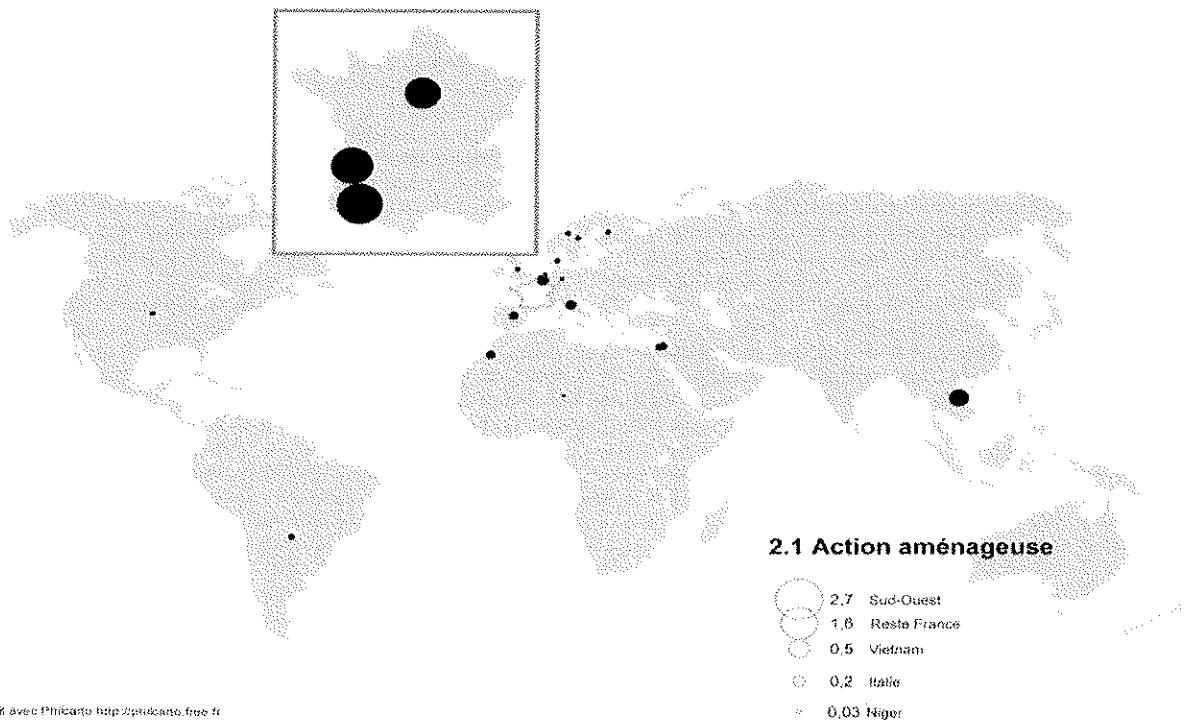 2.1 Action aménageuse
2,7 Sud-Ouest
1,6 Reste France
0,5 Vietnam
0,2 Italie
0,03 Niger
avec Philcarto http://philcarto.free.fr